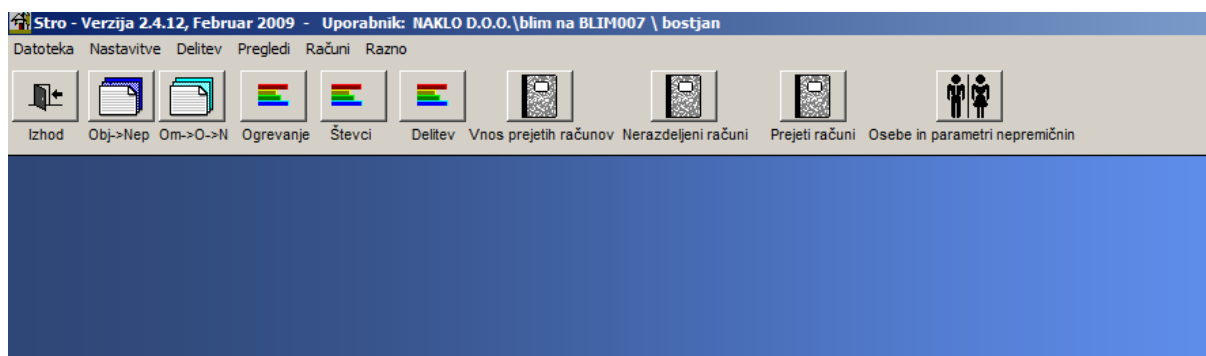 Stro - Verzija 2.4.12, Februar 2009 - Uporabnik: NAKLO D.O.O.\blim na BLIM007 \ bostjan
Datoteka Nastavitve Delitev Pregledi Računi Razno
Izhod Obj->Nep Om->O->N Ogrevanje Števci Delitev Vnos prejetih računov Nerazdeljeni računi Prejeti računi Osebe in parametri nepremičnin